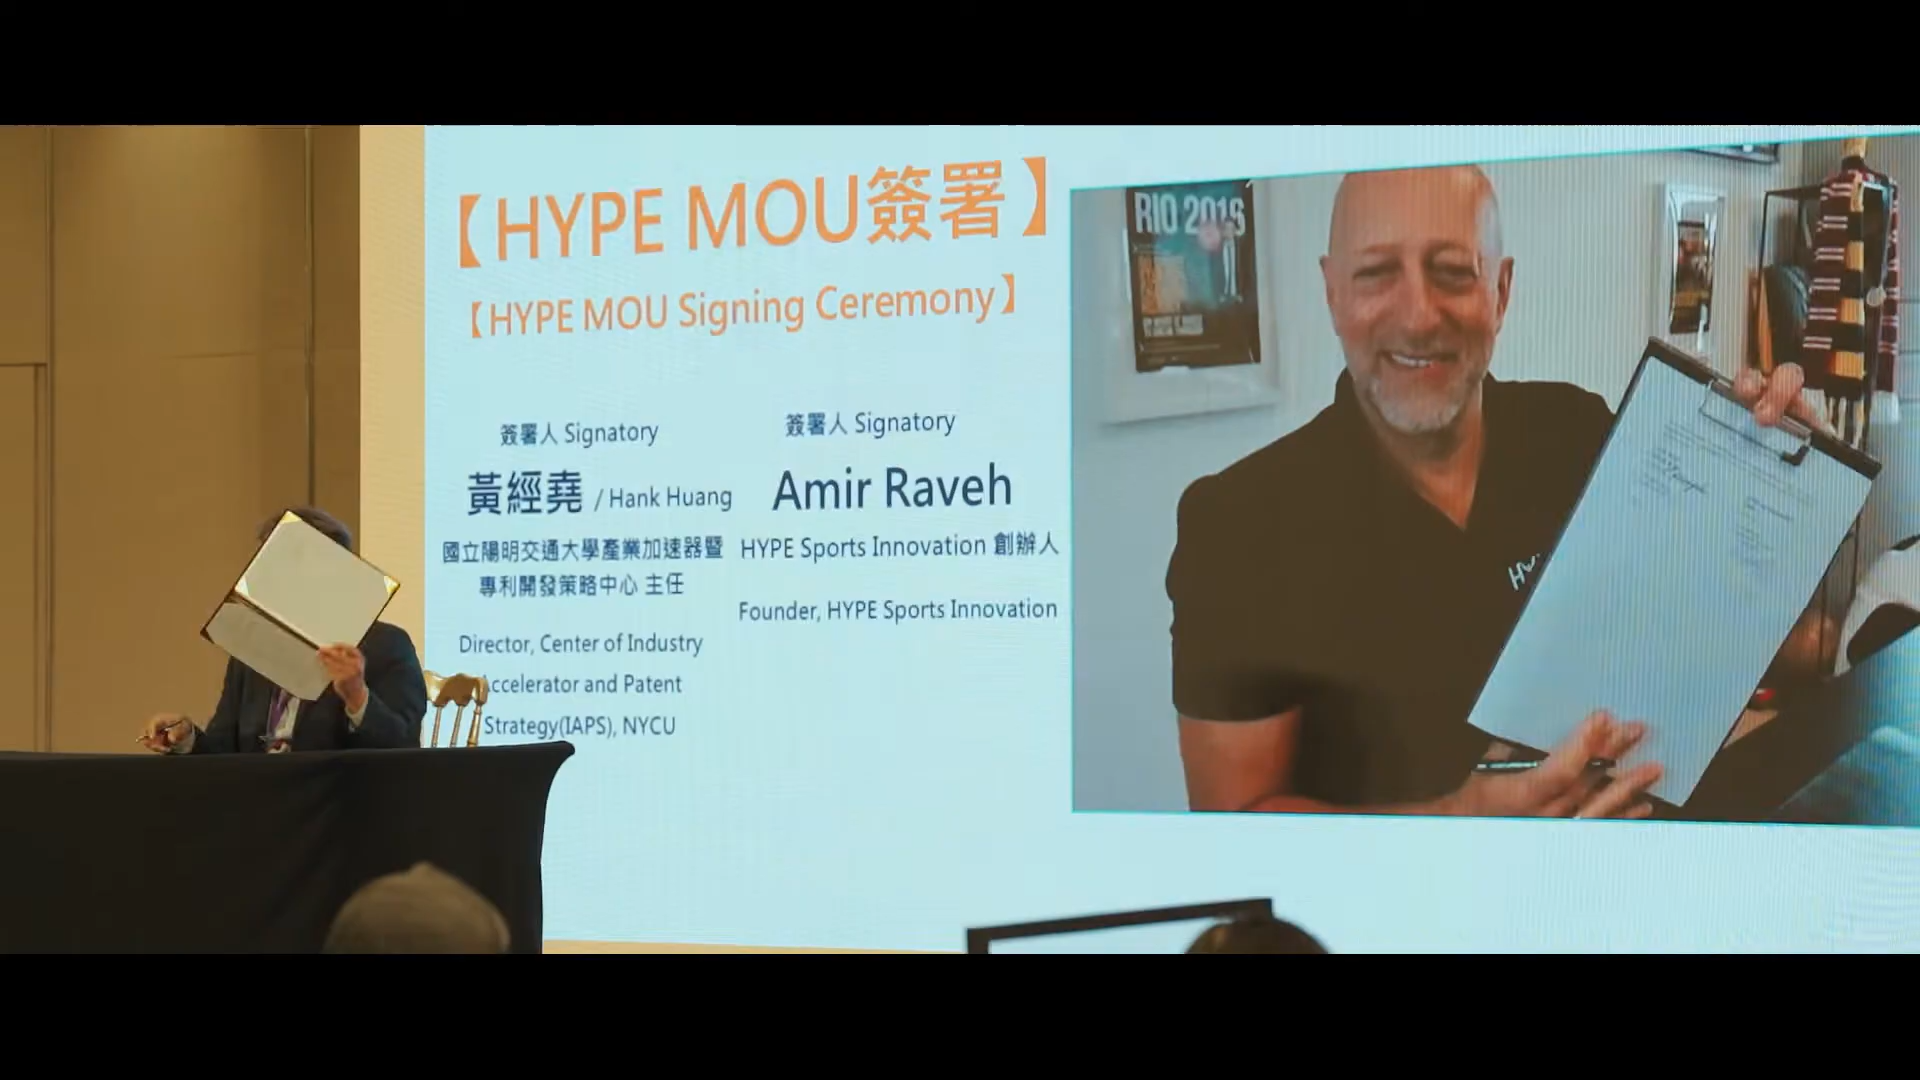 【HYPE MOU簽署】
【HYPE MOU Signing Ceremony】
簽署人 Signatory
黃經堯 / Hank Huang
國立陽明交通大學產業加速器暨
專利開發策略中心 主任
Director, Center of Industry
Accelerator and Patent
Strategy(IAPS), NYCU
簽署人 Signatory
Amir Raveh
HYPE Sports Innovation 創辦人
Founder, HYPE Sports Innovation
RIO 2016